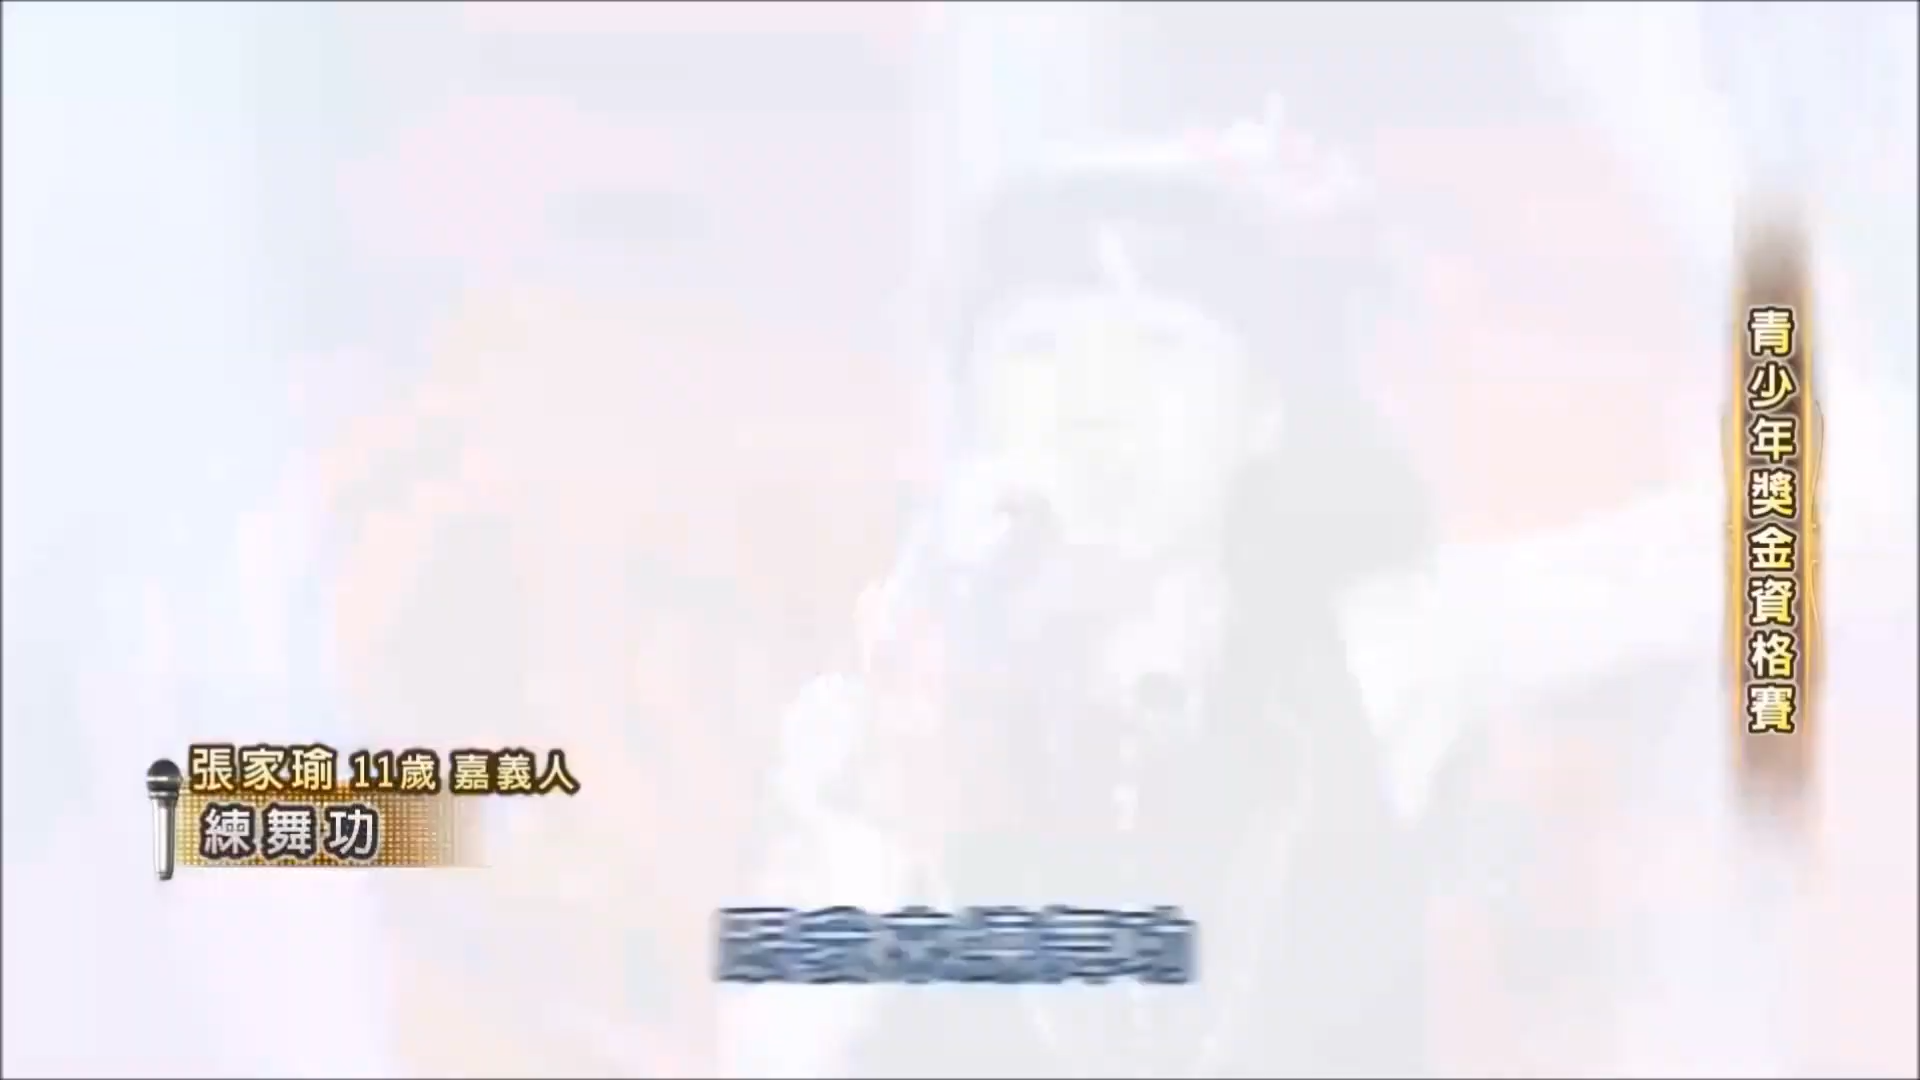 青少年獎金資格賽
張家瑜 11歲 嘉義人
練舞功